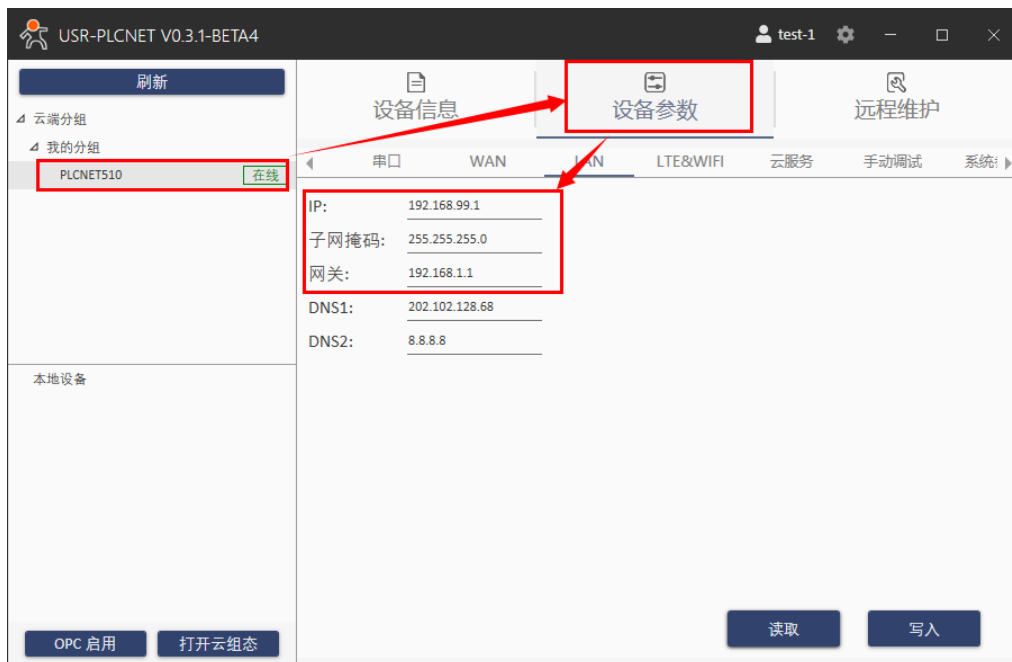 USR-PLCNET V0.3.1-BETA4
test-1
刷新
云端分组
我的分组
PLCNET510
在线
本地设备
OPC 启用
打开云组态
设备信息
设备参数
远程维护
串口
WAN
LAN
LTE&WIFI
云服务
手动调试
IP:
192.168.99.1
子网掩码:
255.255.255.0
网关:
192.168.1.1
DNS1:
202.102.128.68
DNS2:
8.8.8.8
读取
写入